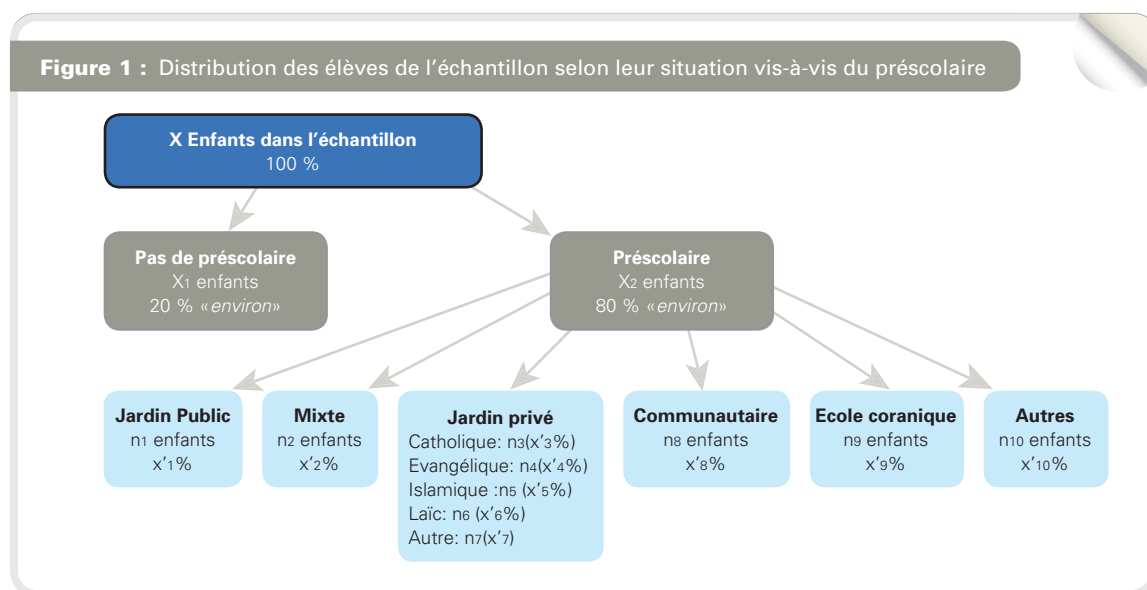 Figure 1 : Distribution des élèves de l’échantillon selon leur situation vis-à-vis du préscolaire
X Enfants dans l’échantillon
100 %
Pas de préscolaire
X1 enfants
20 % «environ»
Préscolaire
X2 enfants
80 % «environ»
Jardin Public
n1 enfants
x’1%
Mixte
n2 enfants
x’2%
Jardin privé
Catholique: n3(x’3%)
Evangélique: n4(x’4%)
Islamique :n5 (x’5%)
Laïc: n6 (x’6%)
Autre: n7(x’7)
Communautaire
n8 enfants
x’8%
Ecole coranique
n9 enfants
x’9%
Autres
n10 enfants
x’10%